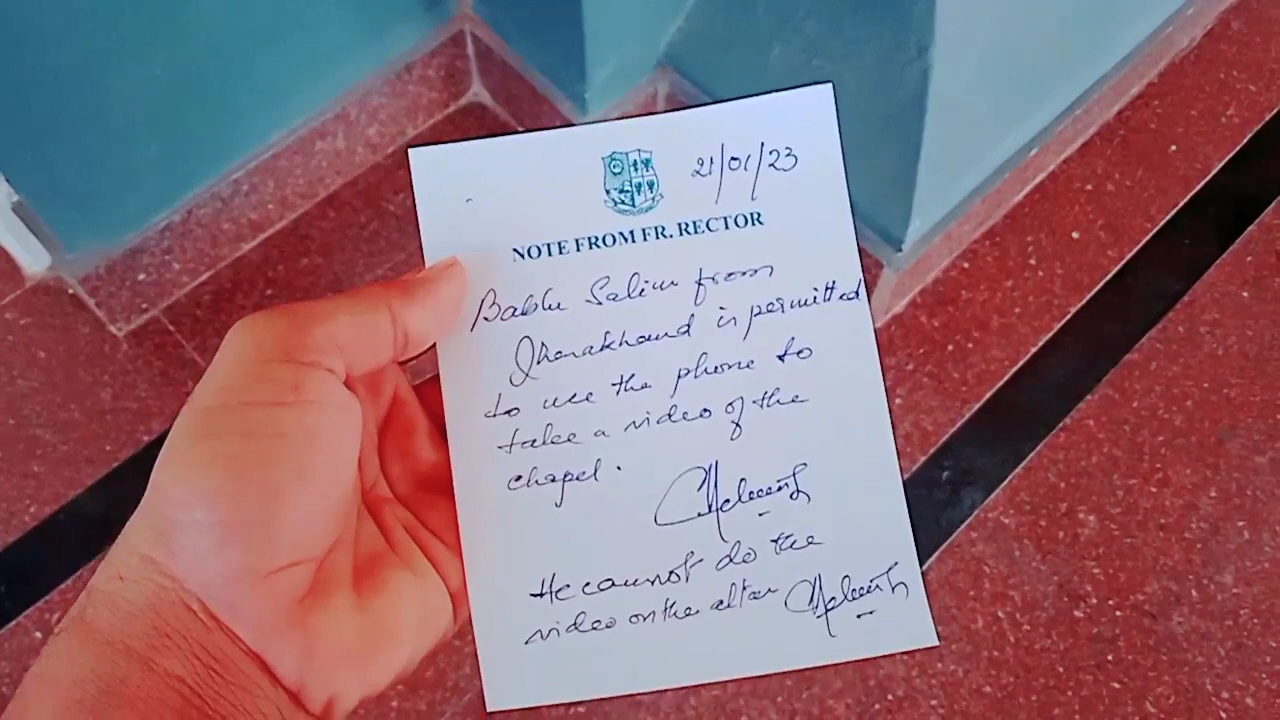 21/01/23
NOTE FROM FR. RECTOR
Bablu Salim from
Jharakhand is permitted
to use the phone to
take a video of the
chapel.
He cannot do the
video on the altar